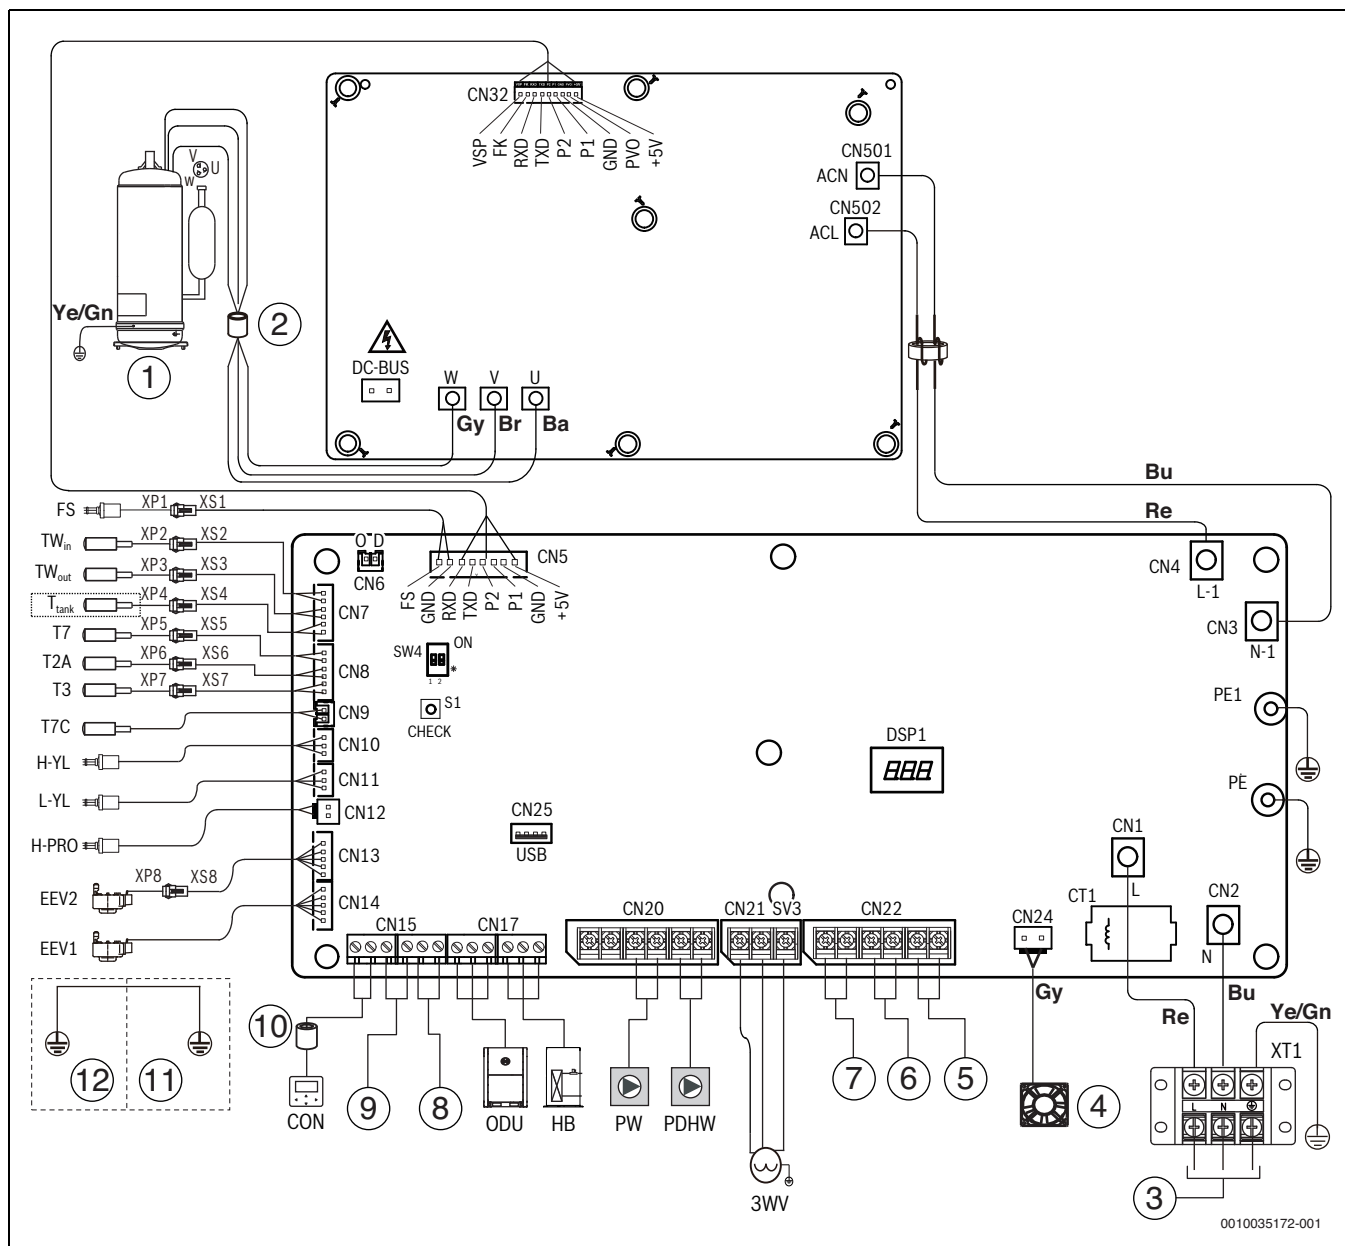 CN32
VSP
FK
RXD
TXD
P2
P1
GND
PVO
+5V
CN501
ACN
CN502
ACL
V
U
W
Ye/Gn
1
2
DC-BUS
W
V
U
Gy
Br
Ba
Bu
Re
FS
XP1
XS1
TWin
XP2
XS2
TWout
XP3
XS3
Ttank
XP4
XS4
T7
XP5
XS5
T2A
XP6
XS6
T3
XP7
XS7
T7C
H-YL
L-YL
H-PRO
EEV2
XP8
XS8
EEV1
O D
CN6
CN5
FS
GND
RXD
TXD
P2
P1
GND
+5V
CN7
CN8
CN9
CN10
CN11
CN12
CN13
CN14
SW4
ON
*
1 2
S1
CHECK
CN25
USB
DSP1
888
CN4
L-1
CN3
N-1
PE1
PE
CN1
L
CT1
CN2
N
CN15
CN17
CN20
CN21 SV3
CN22
CN24
Gy
Re
Bu
Ye/Gn
XT1
L
N
12
11
10
CON
9
8
ODU
HB
PW
PDHW
3WV
7
6
5
4
3
0010035172-001